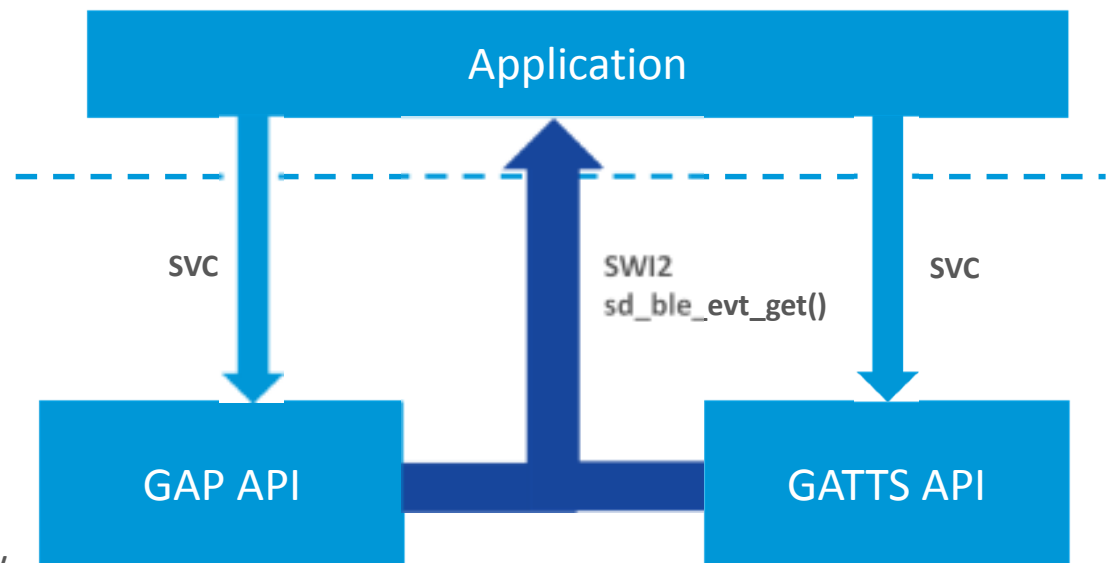 Application
SVC
SWI2
sd_ble_evt_get()
SVC
GAP API
GATTS API